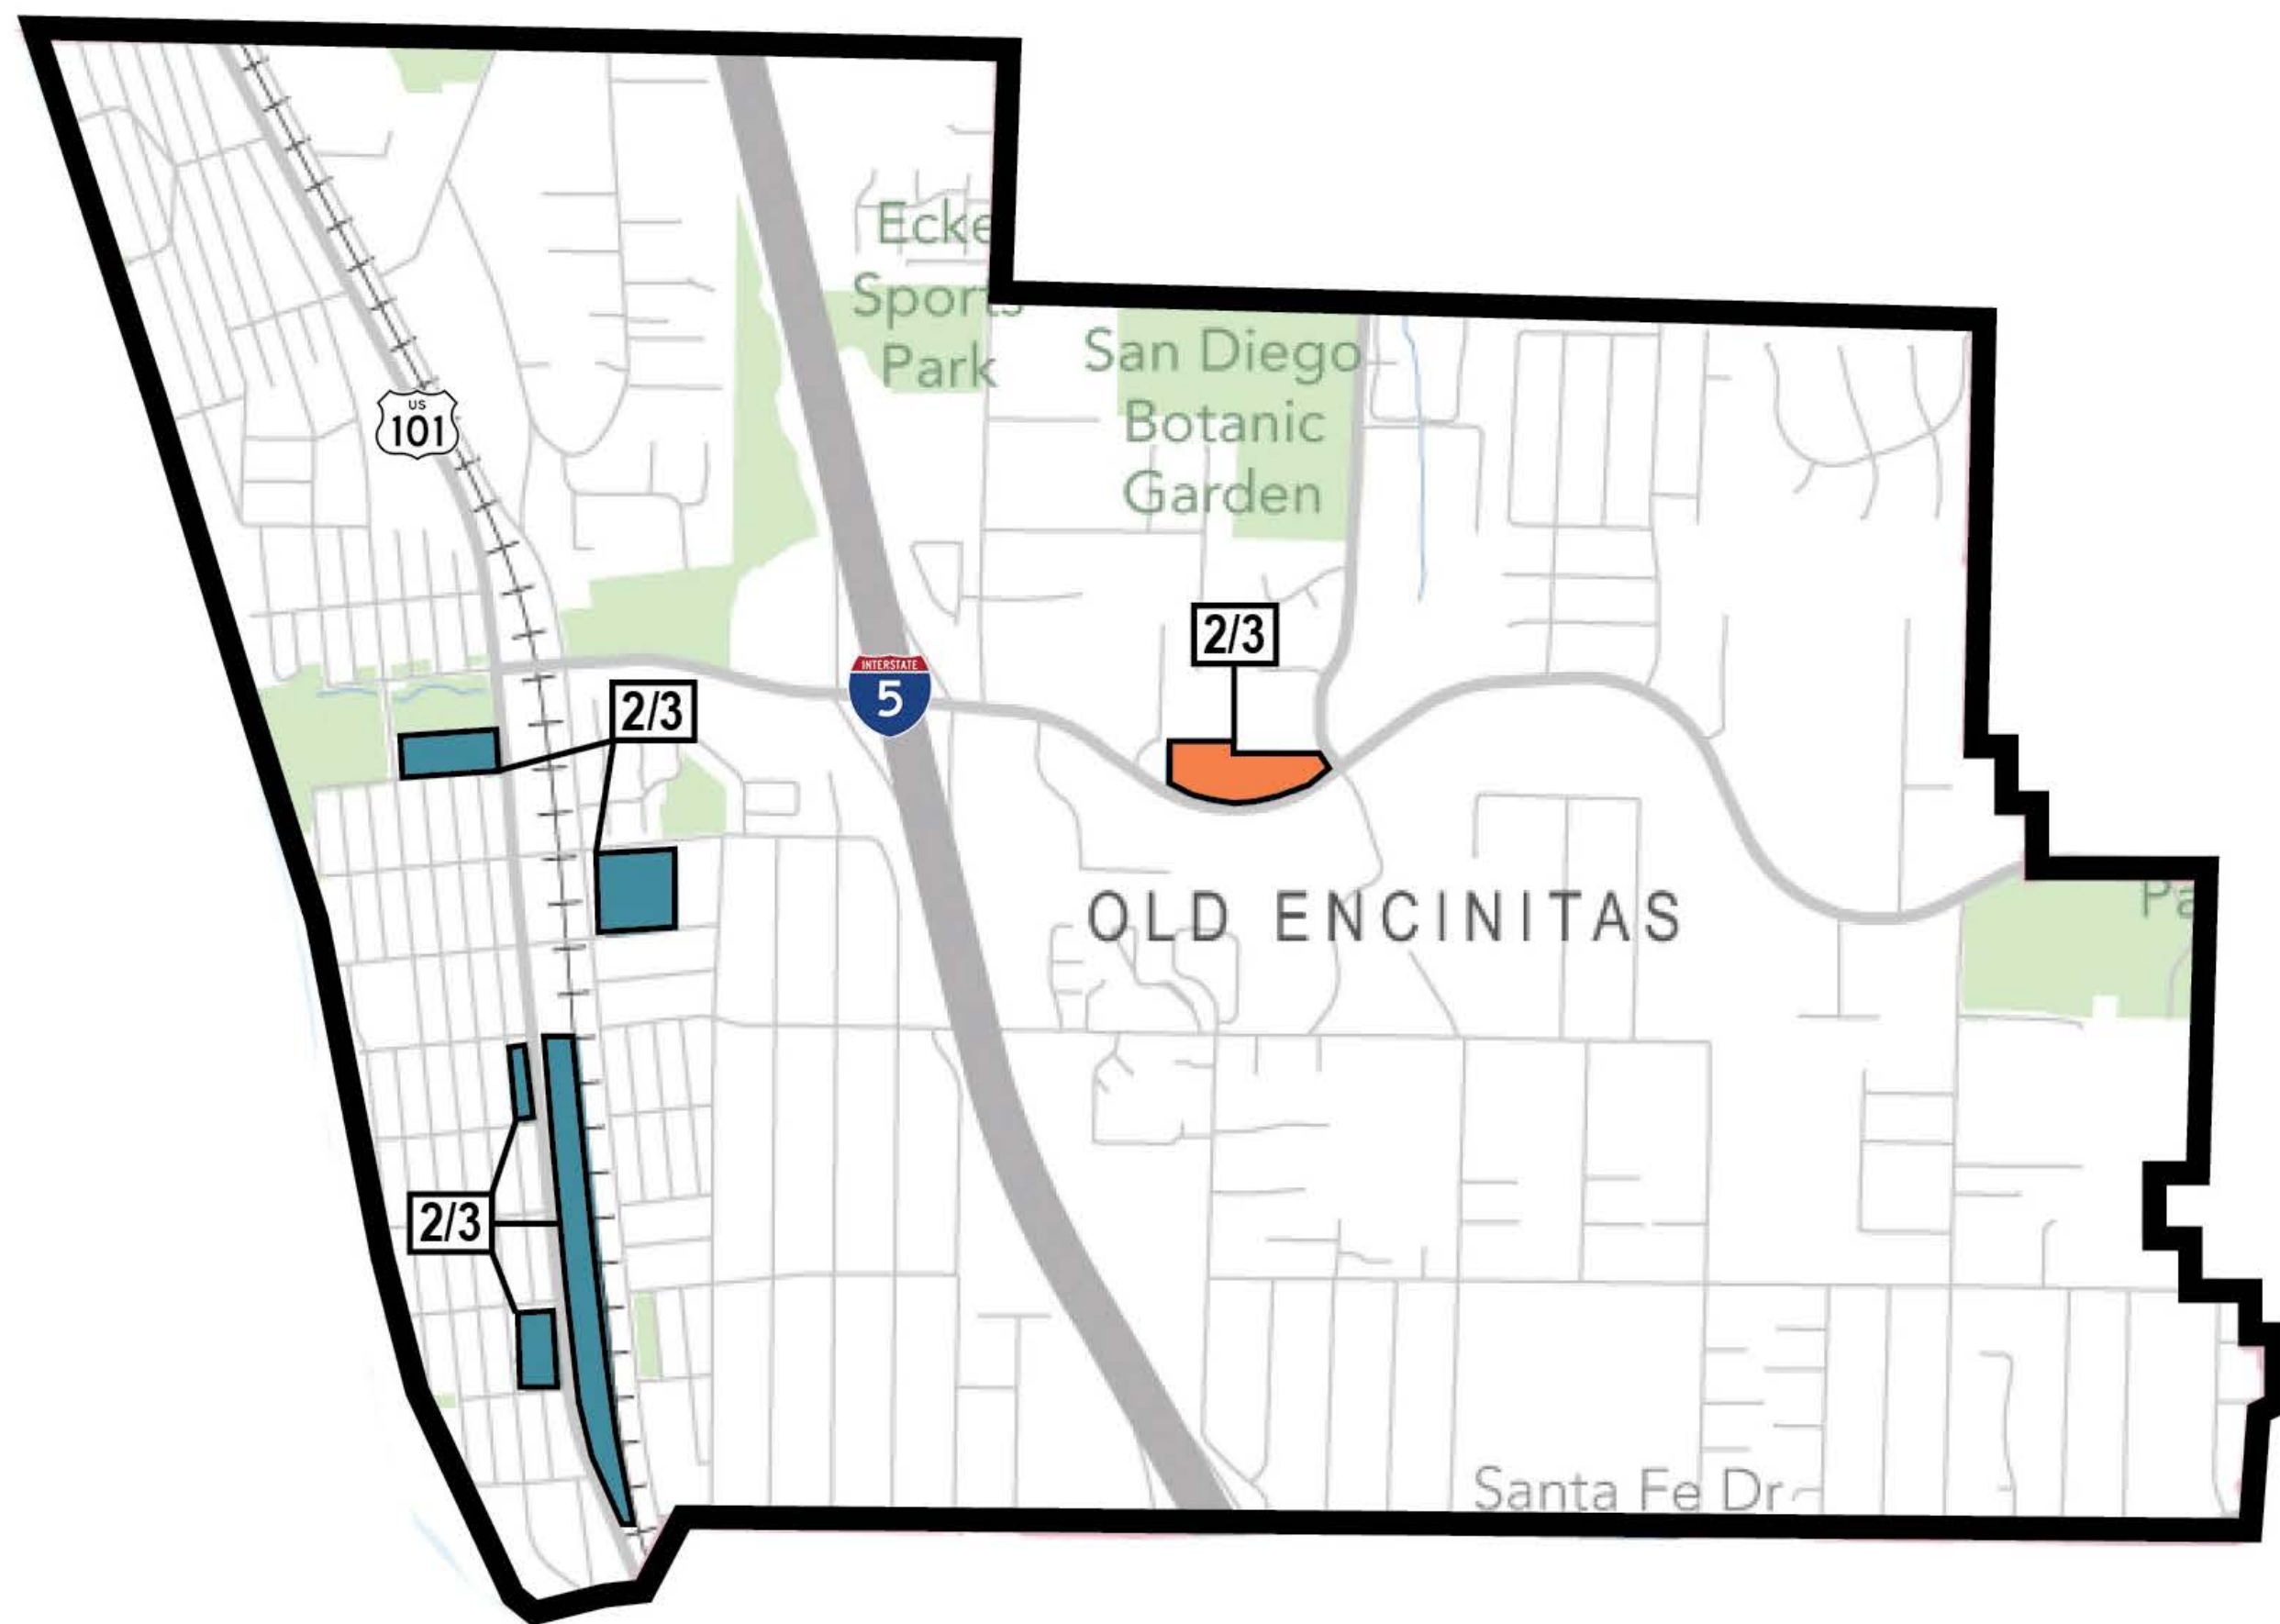 Ecke
Sports
Park
San Diego
Botanic
Garden
US
101
2/3
INTERSTATE
5
2/3
OLD ENCINITAS
Pa
2/3
Santa Fe Dr